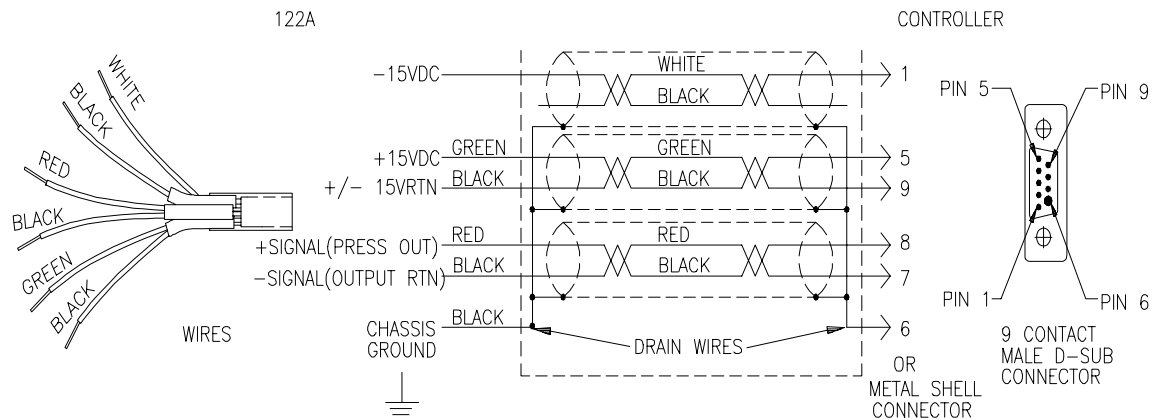 122A
CONTROLLER
WHITE
BLACK
RED
BLACK
GREEN
BLACK
WIRES
-15VDC
WHITE
1
BLACK
+15VDC GREEN
GREEN
5
+/- 15VRTN BLACK
BLACK
9
+SIGNAL(PRESS OUT) RED
RED
8
-SIGNAL(OUTPUT RTN) BLACK
BLACK
7
CHASSIS
GROUND
BLACK
DRAIN WIRES
6
OR
METAL SHELL
CONNECTOR
PIN 5
PIN 9
PIN 1
PIN 6
9 CONTACT
MALE D-SUB
CONNECTOR